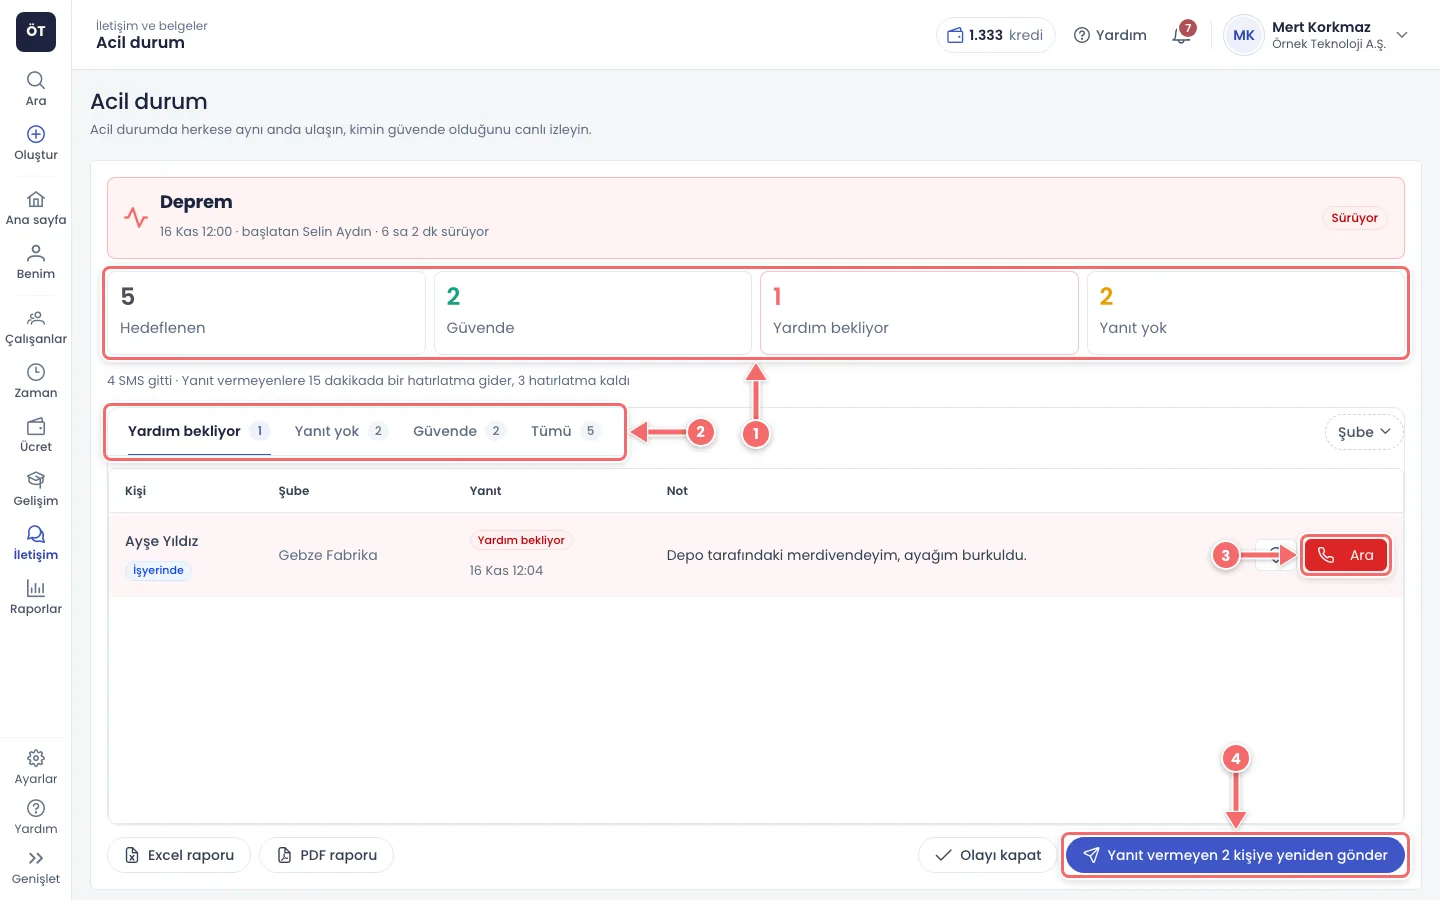 ÖT
Ara
Oluştur
Ana sayfa
Benim
Çalışanlar
Zaman
Ücret
Gelişim
İletişim
Raporlar
Ayarlar
Yardım
Genişlet
İletişim ve belgeler
Acil durum
1.333 kredi
Yardım
7
MK
Mert Korkmaz
Örnek Teknoloji A.Ş.
Acil durum
Acil durumda herkese aynı anda ulaşın, kimin güvende olduğunu canlı izleyin.
Deprem
16 Kas 12:00 · başlatan Selin Aydın · 6 sa 2 dk sürüyor
Sürüyor
5
Hedeflenen
2
Güvende
1
Yardım bekliyor
2
Yanıt yok
4 SMS gitti · Yanıt vermeyenlere 15 dakikada bir hatırlatma gider, 3 hatırlatma kaldı
Yardım bekliyor 1 Yanıt yok 2 Güvende 2 Tümü 5
2
1
Şube
Kişi Şube Yanıt Not
Ayşe Yıldız
İşyerinde
Gebze Fabrika
Yardım bekliyor
16 Kas 12:04
Depo tarafındaki merdivendeyim, ayağım burkuldu.
3
Ara
4
Excel raporu
PDF raporu
Olayı kapat
Yanıt vermeyen 2 kişiye yeniden gönder